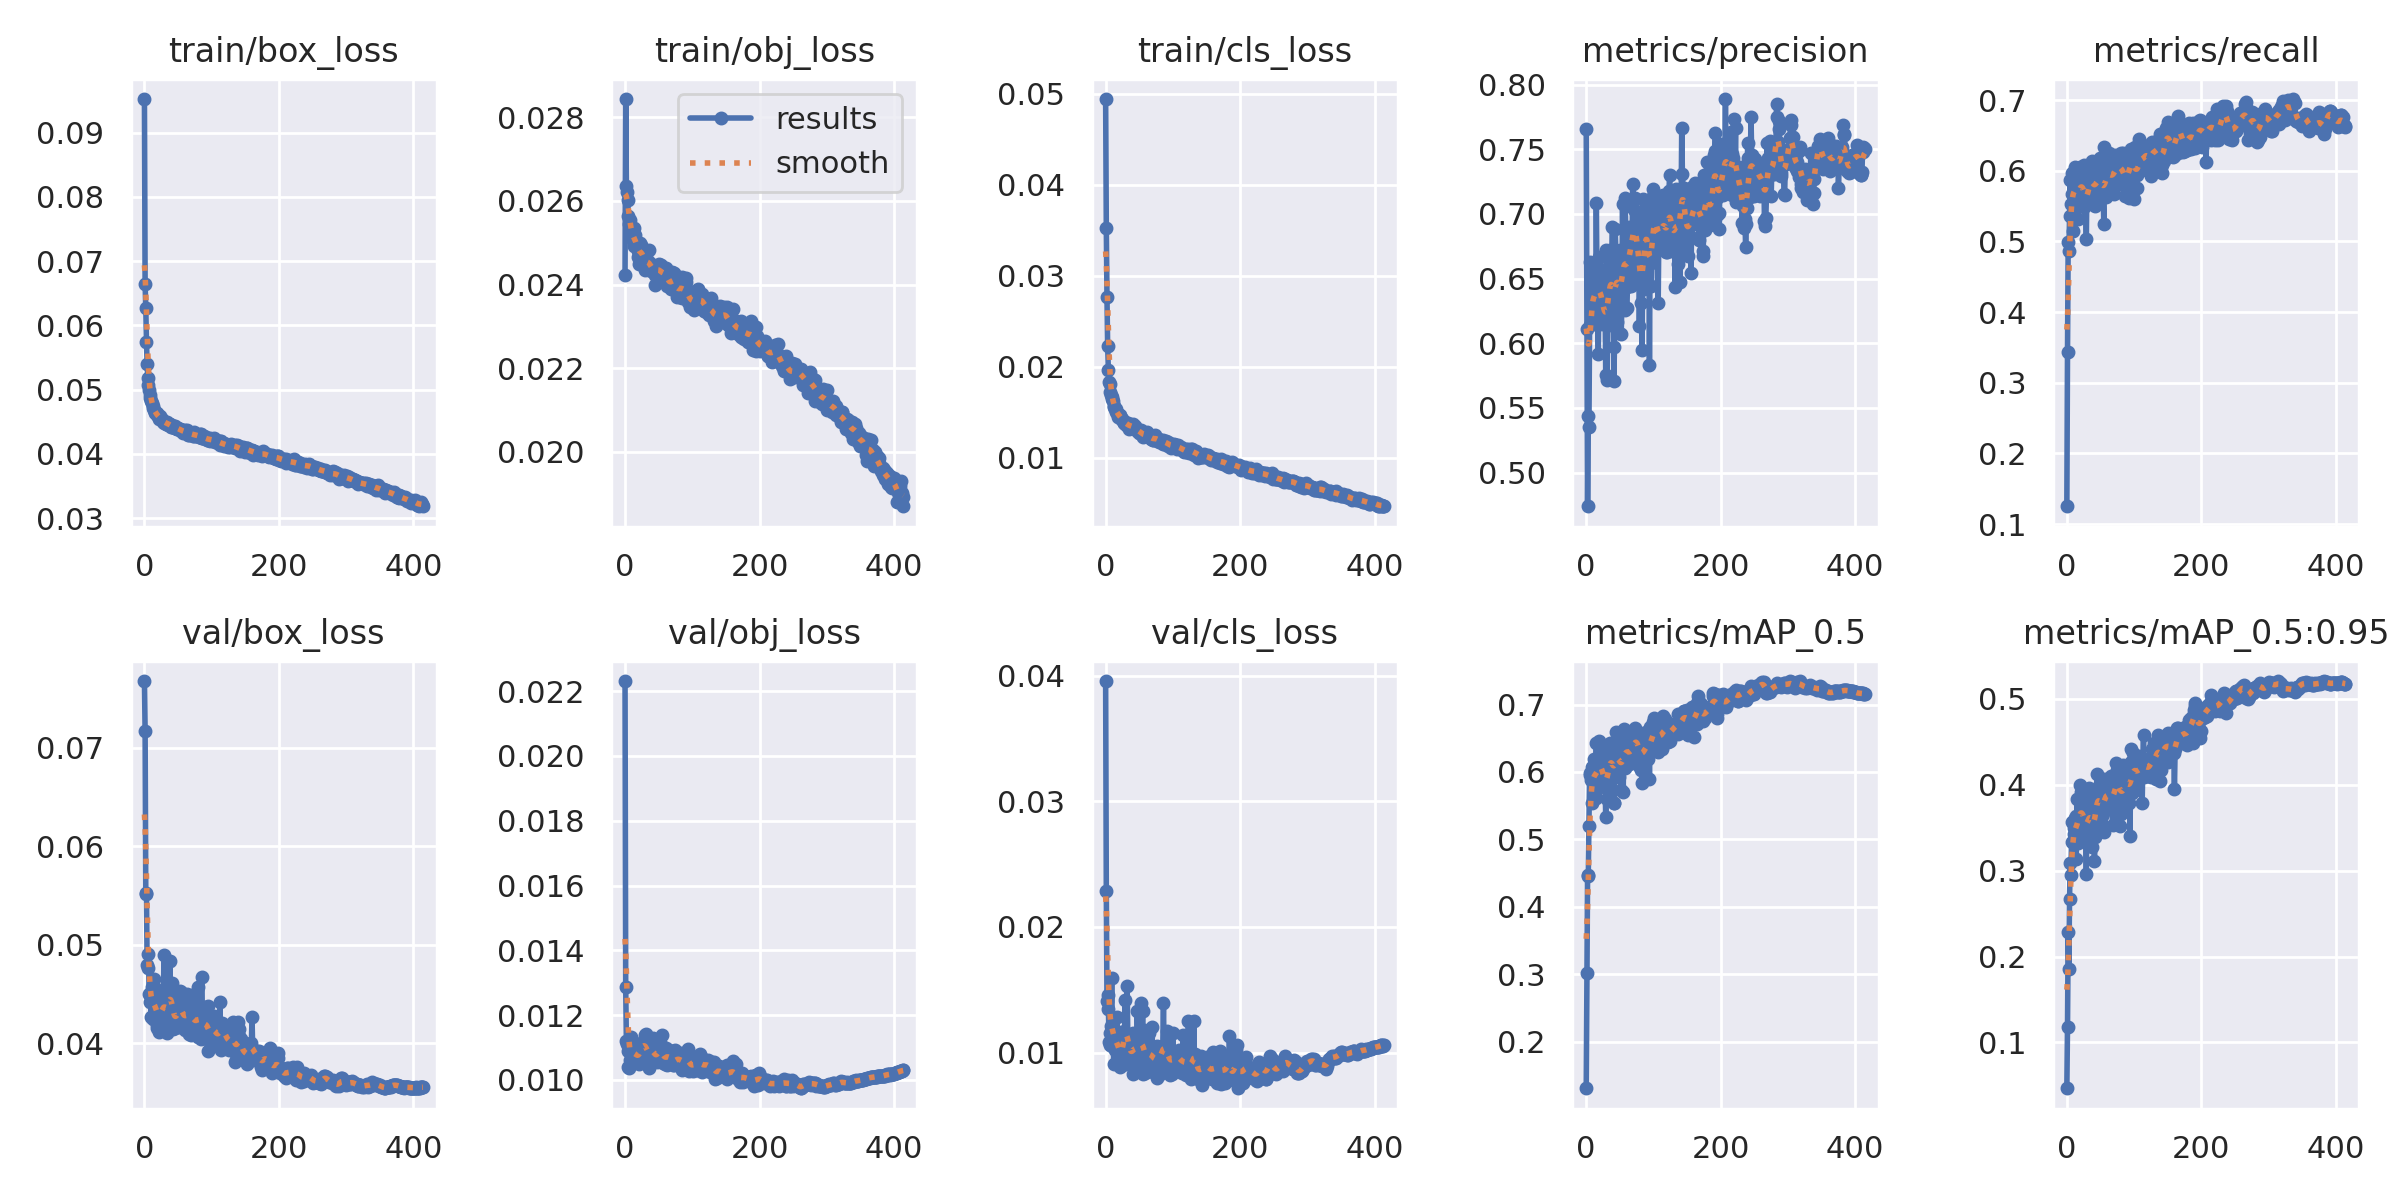 train/box_loss
0.09
0.08
0.07
0.06
0.05
0.04
0.03
0 200 400
train/obj_loss
results
smooth
0.028
0.026
0.024
0.022
0.020
0 200 400
train/cls_loss
0.05
0.04
0.03
0.02
0.01
0 200 400
metrics/precision
0.80
0.75
0.70
0.65
0.60
0.55
0.50
0 200 400
metrics/recall
0.7
0.6
0.5
0.4
0.3
0.2
0.1
0 200 400
val/box_loss
0.07
0.06
0.05
0.04
0 200 400
val/obj_loss
0.022
0.020
0.018
0.016
0.014
0.012
0.010
0 200 400
val/cls_loss
0.04
0.03
0.02
0.01
0 200 400
metrics/mAP_0.5
0.7
0.6
0.5
0.4
0.3
0.2
0 200 400
metrics/mAP_0.5:0.95
0.5
0.4
0.3
0.2
0.1
0 200 400